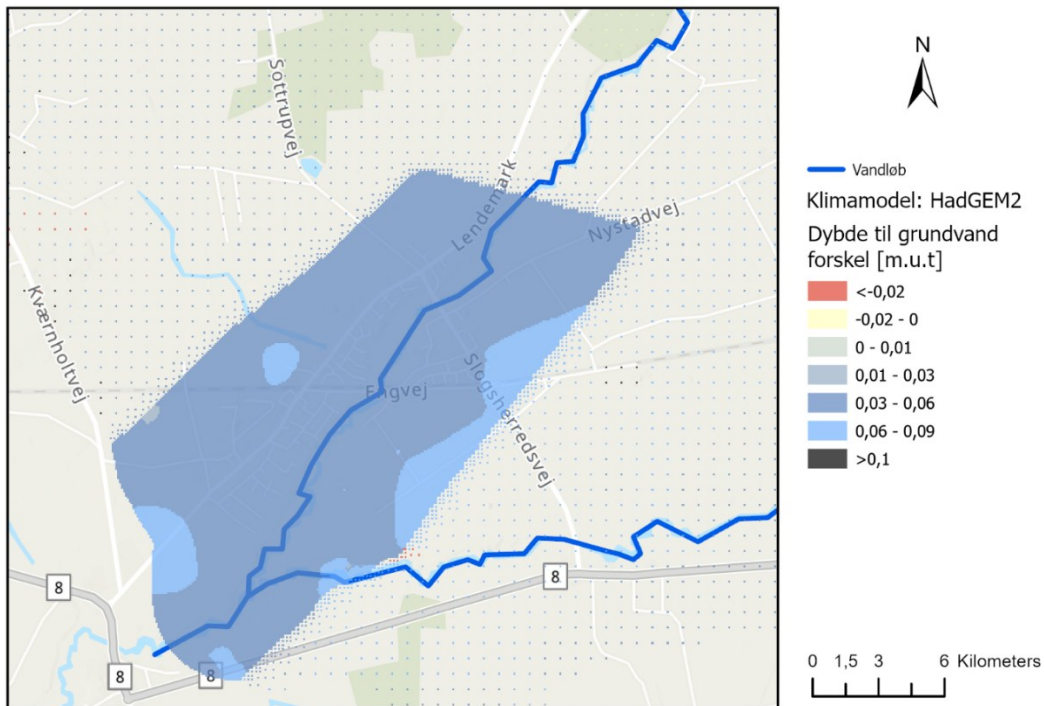 Sottrupvej
Lendemark
Nystadvej
Kværnholtvej
Engvej
Slogsherredsvej
8
8
8
8
N
Vandløb
Klimamodel: HadGEM2
Dybde til grundvand
forskel [m.u.t]
<-0,02
-0,02 - 0
0 - 0,01
0,01 - 0,03
0,03 - 0,06
0,06 - 0,09
>0,1
0 1,5 3 6 Kilometers